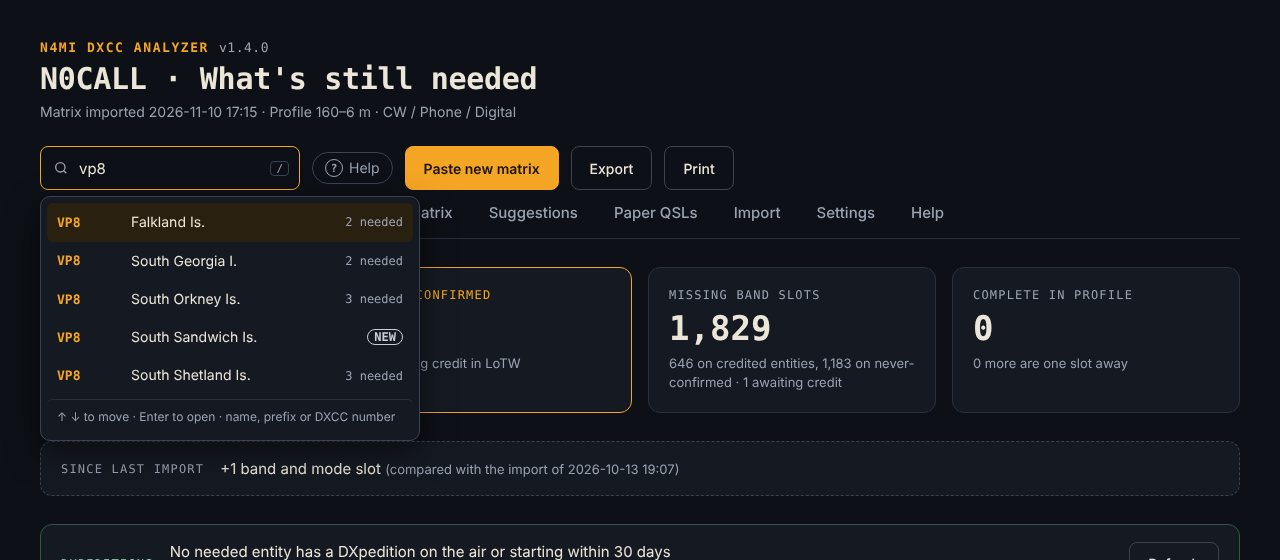 N4MI DXCC ANALYZER v1.4.0
N0CALL · What's still needed
Matrix imported 2026-11-10 17:15 · Profile 160–6 m · CW / Phone / Digital
vp8 /
? Help
Paste new matrix
Export
Print
Suggestions
Paper QSLs
Import
Settings
Help
VP8 Falkland Is. 2 needed
VP8 South Georgia I. 2 needed
VP8 South Orkney Is. 3 needed
VP8 South Sandwich Is. NEW
VP8 South Shetland Is. 3 needed
↑ ↓ to move · Enter to open · name, prefix or DXCC number
CONFIRMED
credit in LoTW
MISSING BAND SLOTS
1,829
646 on credited entities, 1,183 on never-
confirmed · 1 awaiting credit
COMPLETE IN PROFILE
0
0 more are one slot away
SINCE LAST IMPORT +1 band and mode slot (compared with the import of 2026-10-13 19:07)
No needed entity has a DXpedition on the air or starting within 30 days